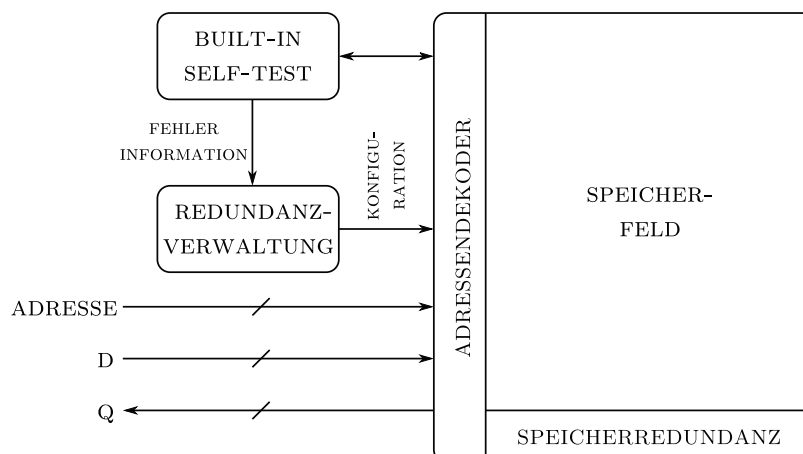 BUILT-IN
SELF-TEST
FEHLER
INFORMATION
KONFIGU-
RATION
REDUNDANZ-
VERWALTUNG
ADRESSE
D
Q
ADRESSENDEKODER
SPEICHER-
FELD
SPEICHERREDUNDANZ